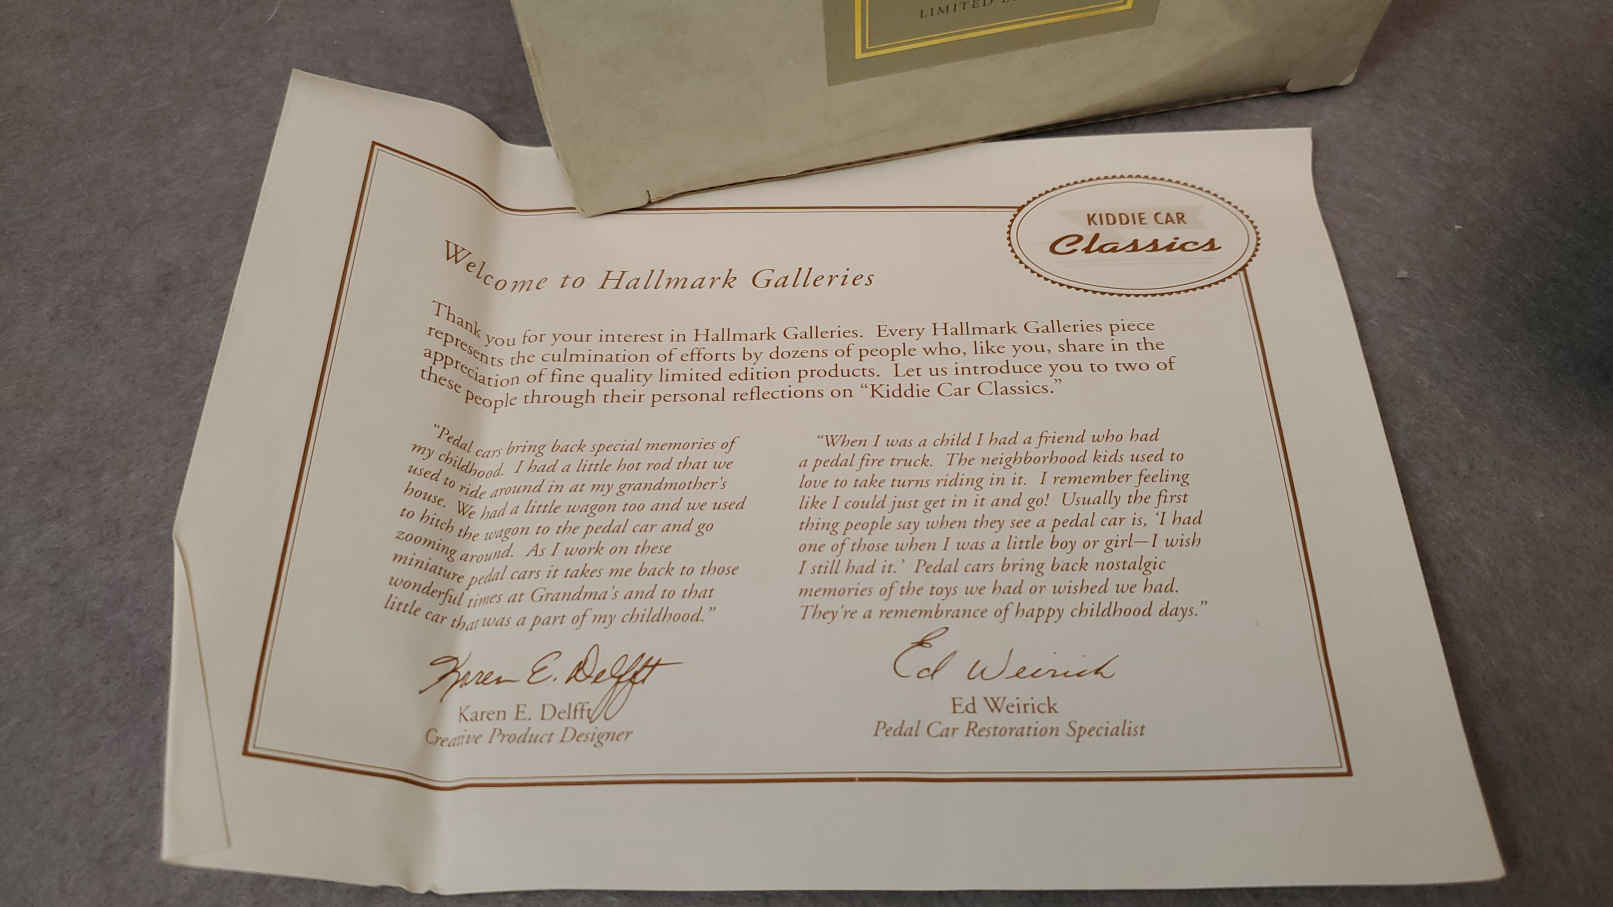 LIMITED
KIDDIE CAR
Classics
Welcome to Hallmark Galleries
Thank you for your interest in Hallmark Galleries. Every Hallmark Galleries piece
represents the culmination of efforts by dozens of people who, like you, share in the
appreciation of fine quality limited edition products. Let us introduce you to two of
these people through their personal reflections on “Kiddie Car Classics.”
“Pedal cars bring back special memories of
my childhood. I had a little hot rod that we
used to ride around in at my grandmother's
house. We had a little wagon too and we used
to hitch the wagon to the pedal car and go
zooming around. As I work on these
miniature pedal cars it takes me back to those
wonderful times at Grandma's and to that
little car that was a part of my childhood.”
Karen E. Delfft
Karen E. Delfft
Creative Product Designer
“When I was a child I had a friend who had
a pedal fire truck. The neighborhood kids used to
love to take turns riding in it. I remember feeling
like I could just get in it and go! Usually the first
thing people say when they see a pedal car is, ‘I had
one of those when I was a little boy or girl—I wish
I still had it.’ Pedal cars bring back nostalgic
memories of the toys we had or wished we had.
They're a remembrance of happy childhood days.”
Ed Weirick
Ed Weirick
Pedal Car Restoration Specialist